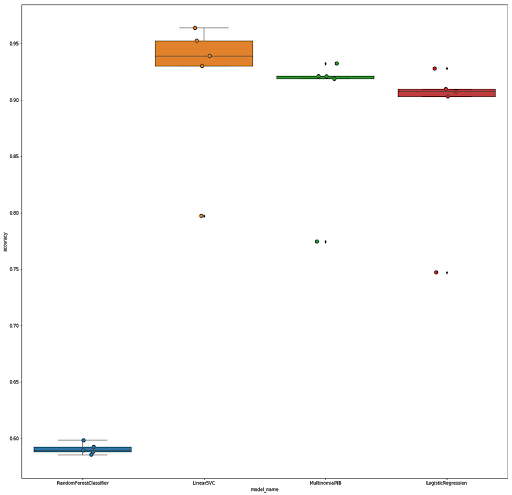 0.95
0.90
0.85
0.80
0.75
0.70
0.65
0.60
accuracy
RandomForestClassifier
LinearSVC
MultinomialNB
LogisticRegression
model_name